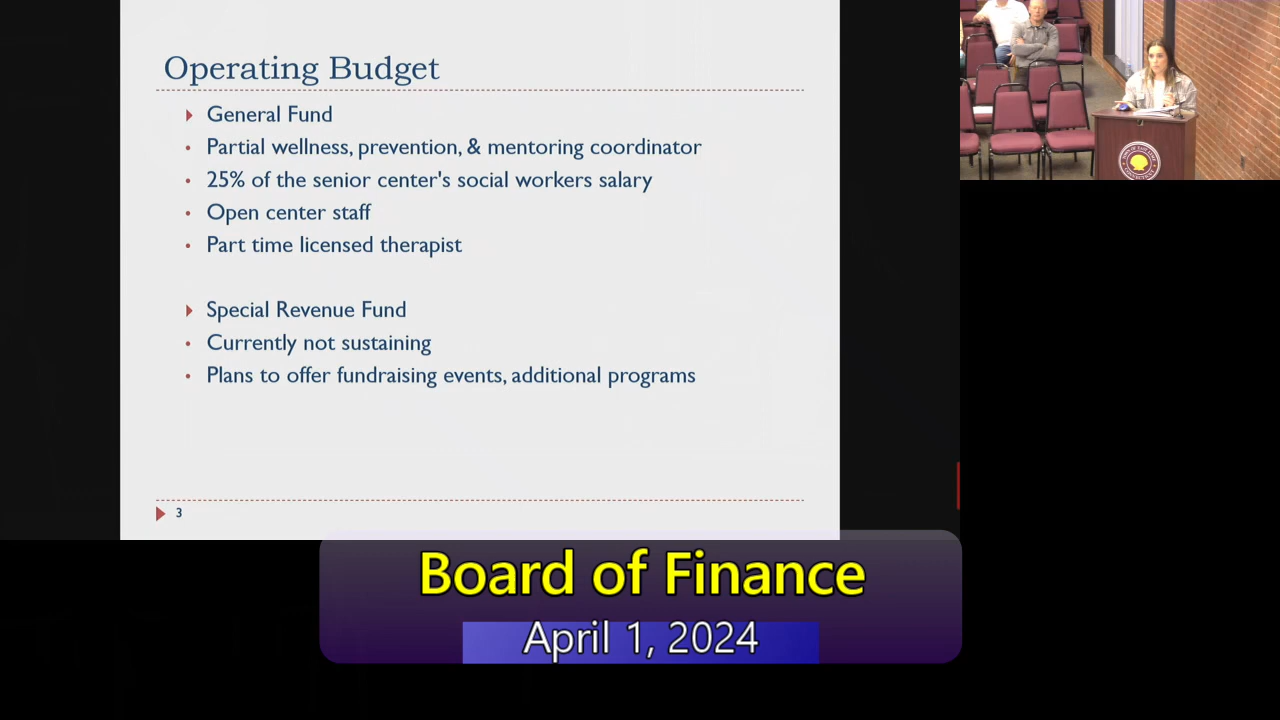 Operating Budget
General Fund
Partial wellness, prevention, & mentoring coordinator
25% of the senior center's social workers salary
Open center staff
Part time licensed therapist
Special Revenue Fund
Currently not sustaining
Plans to offer fundraising events, additional programs
3
Board of Finance
April 1, 2024